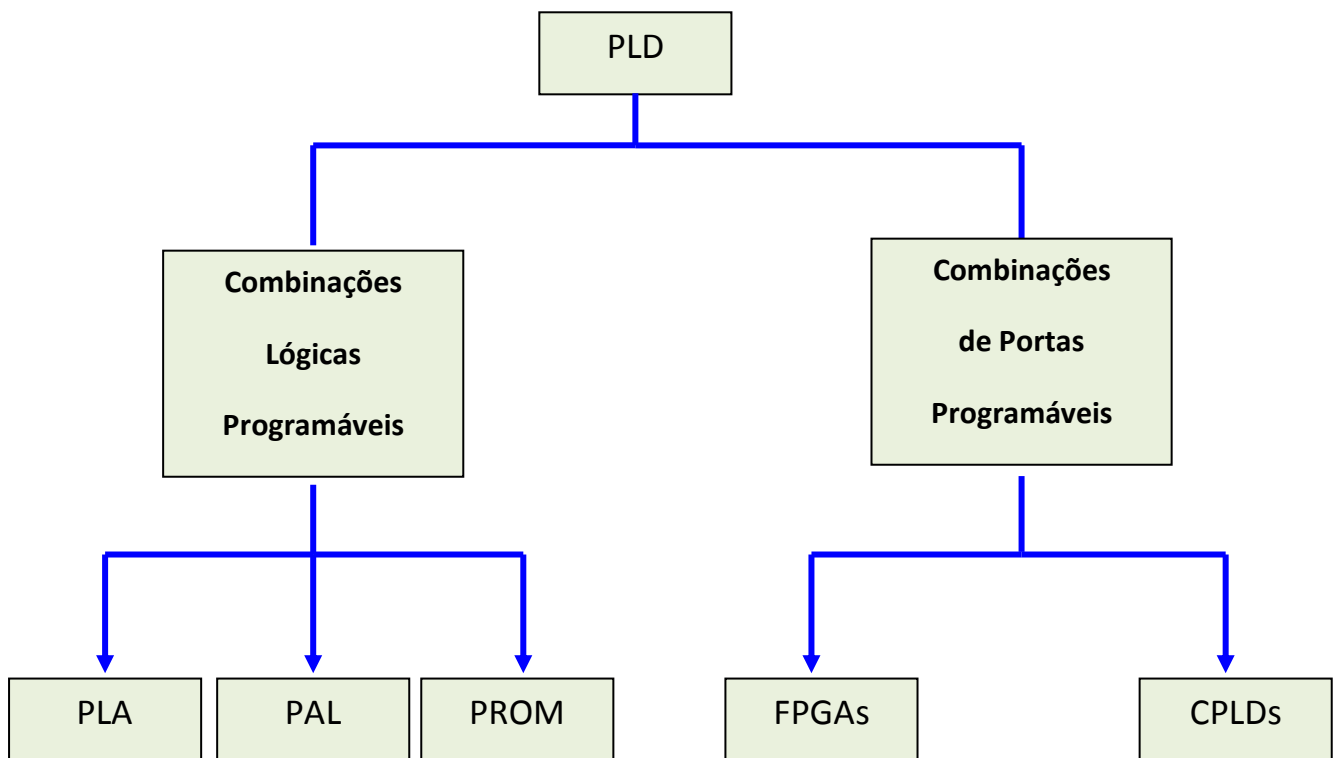 PLD
Combinações
Lógicas
Programáveis
Combinações
de Portas
Programáveis
PLA
PAL
PROM
FPGAs
CPLDs